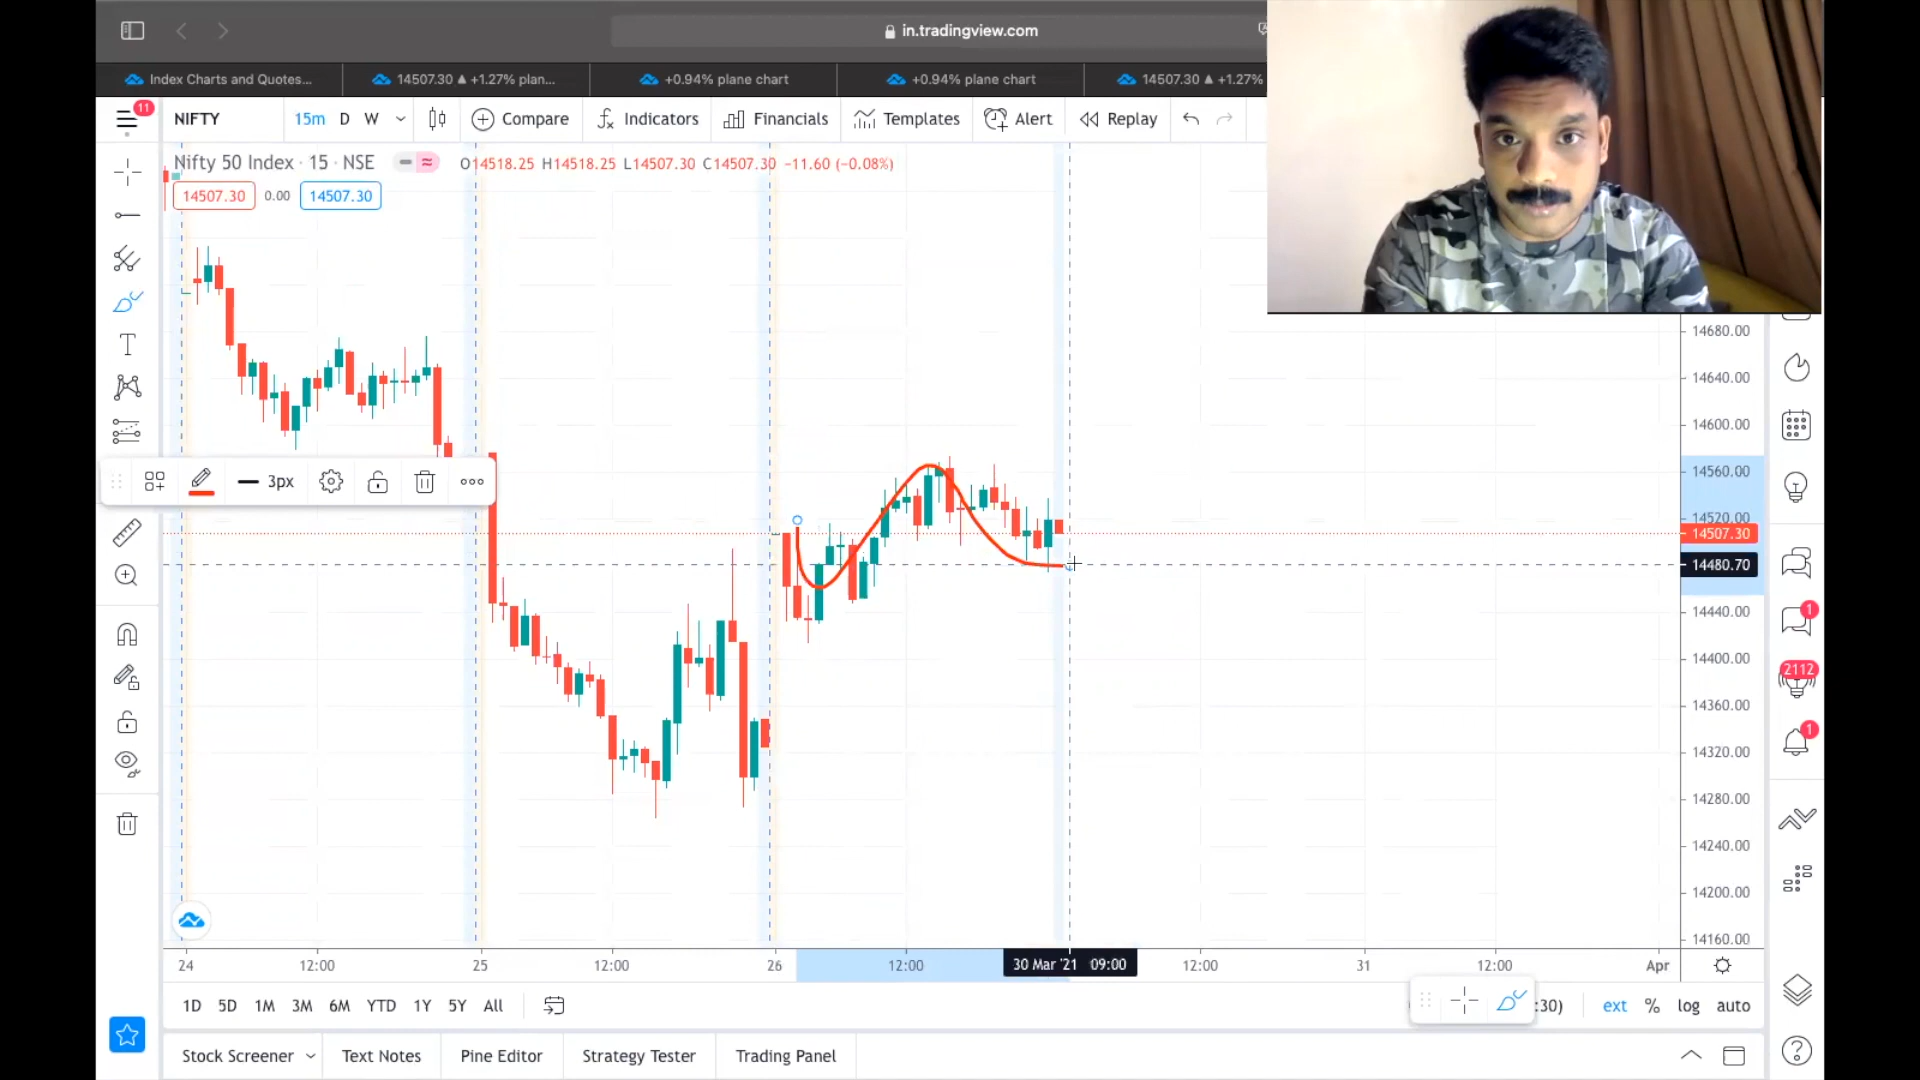 in.tradingview.com
Index Charts and Quotes...
14507.30 ▲ +1.27% plan...
+0.94% plane chart
+0.94% plane chart
14507.30 ▲ +1.27%
11
NIFTY
15m
D
W
Compare
Indicators
Financials
Templates
Alert
Replay
Nifty 50 Index · 15 · NSE
O14518.25 H14518.25 L14507.30 C14507.30 −11.60 (−0.08%)
14507.30
0.00
14507.30
3px
14680.00
14640.00
14600.00
14560.00
14520.00
14507.30
14480.70
14440.00
14400.00
14360.00
14320.00
14280.00
14240.00
14200.00
14160.00
1
2112
1
24
12:00
25
12:00
26
12:00
30 Mar '21 09:00
12:00
31
12:00
Apr
1D
5D
1M
3M
6M
YTD
1Y
5Y
All
:30)
ext
%
log
auto
Stock Screener
Text Notes
Pine Editor
Strategy Tester
Trading Panel